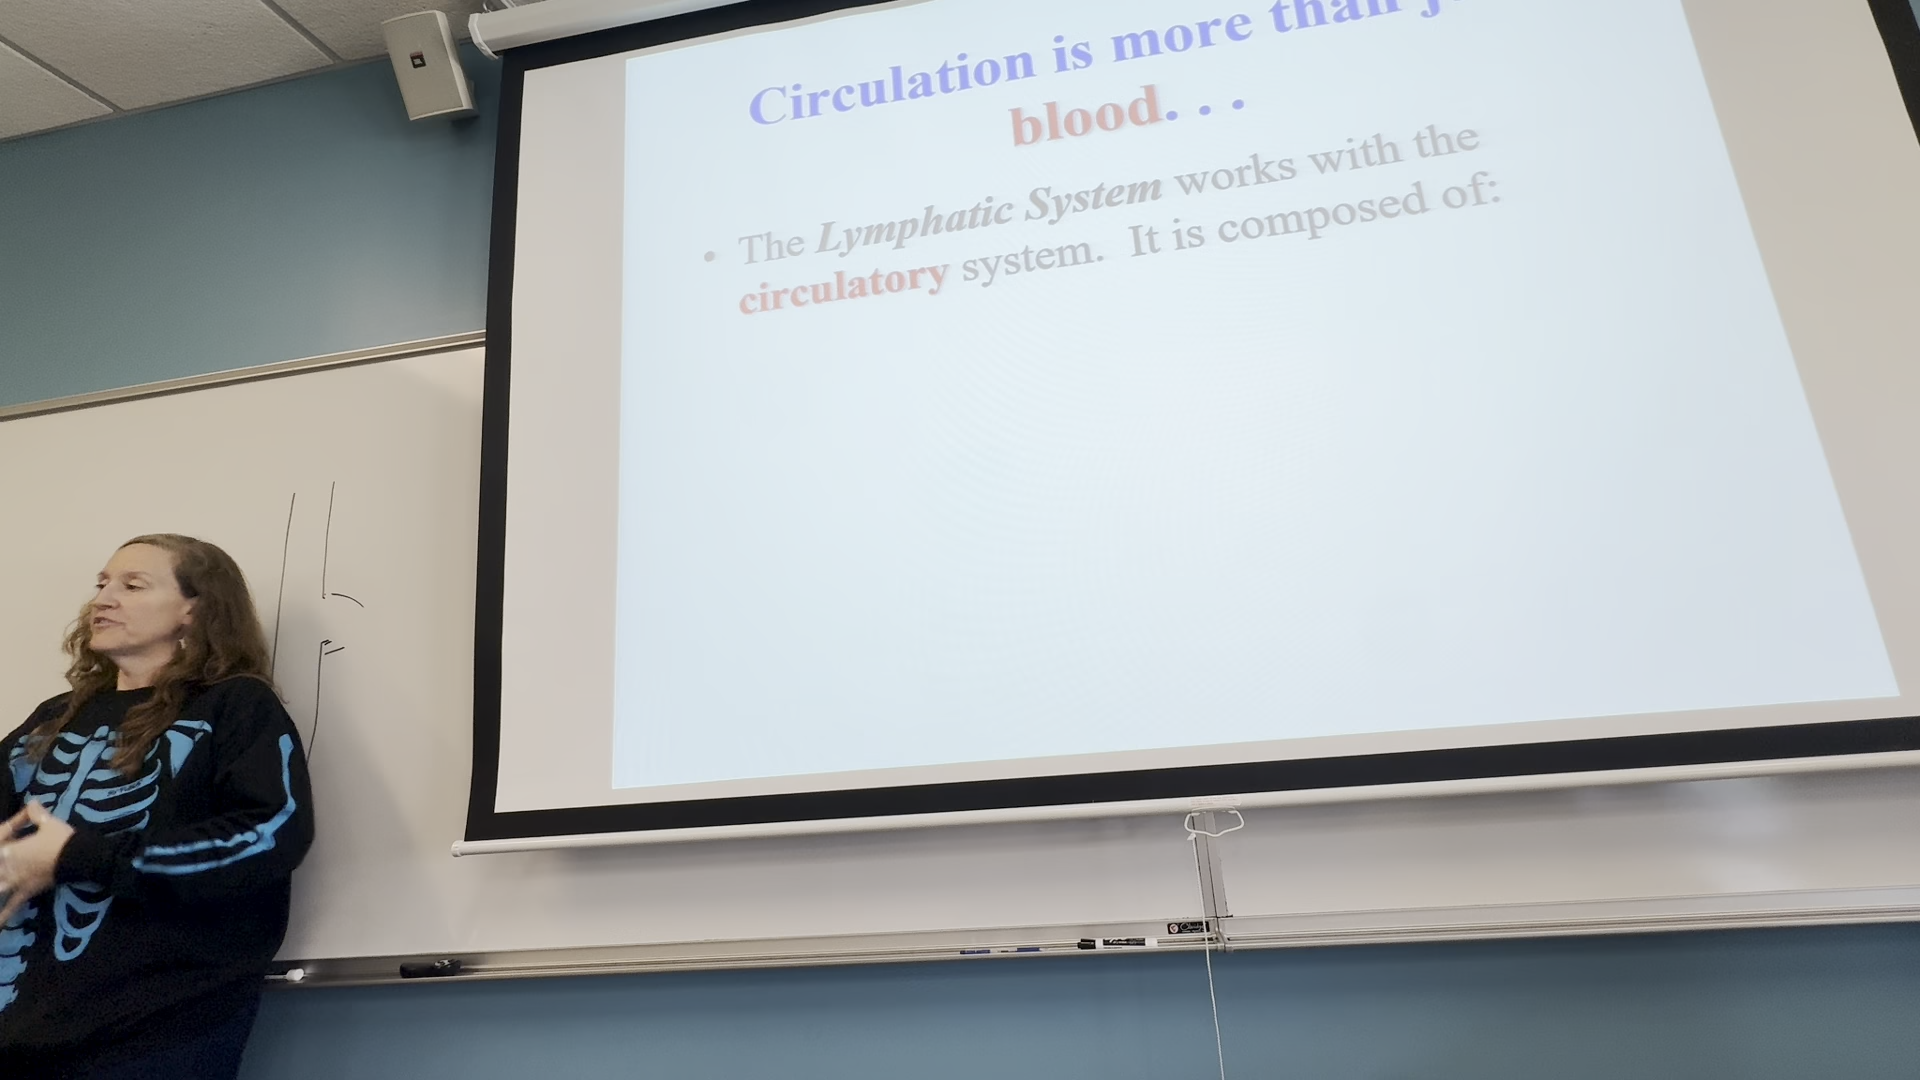 Circulation is more than
blood. . .
• The Lymphatic System works with the
circulatory system. It is composed of: